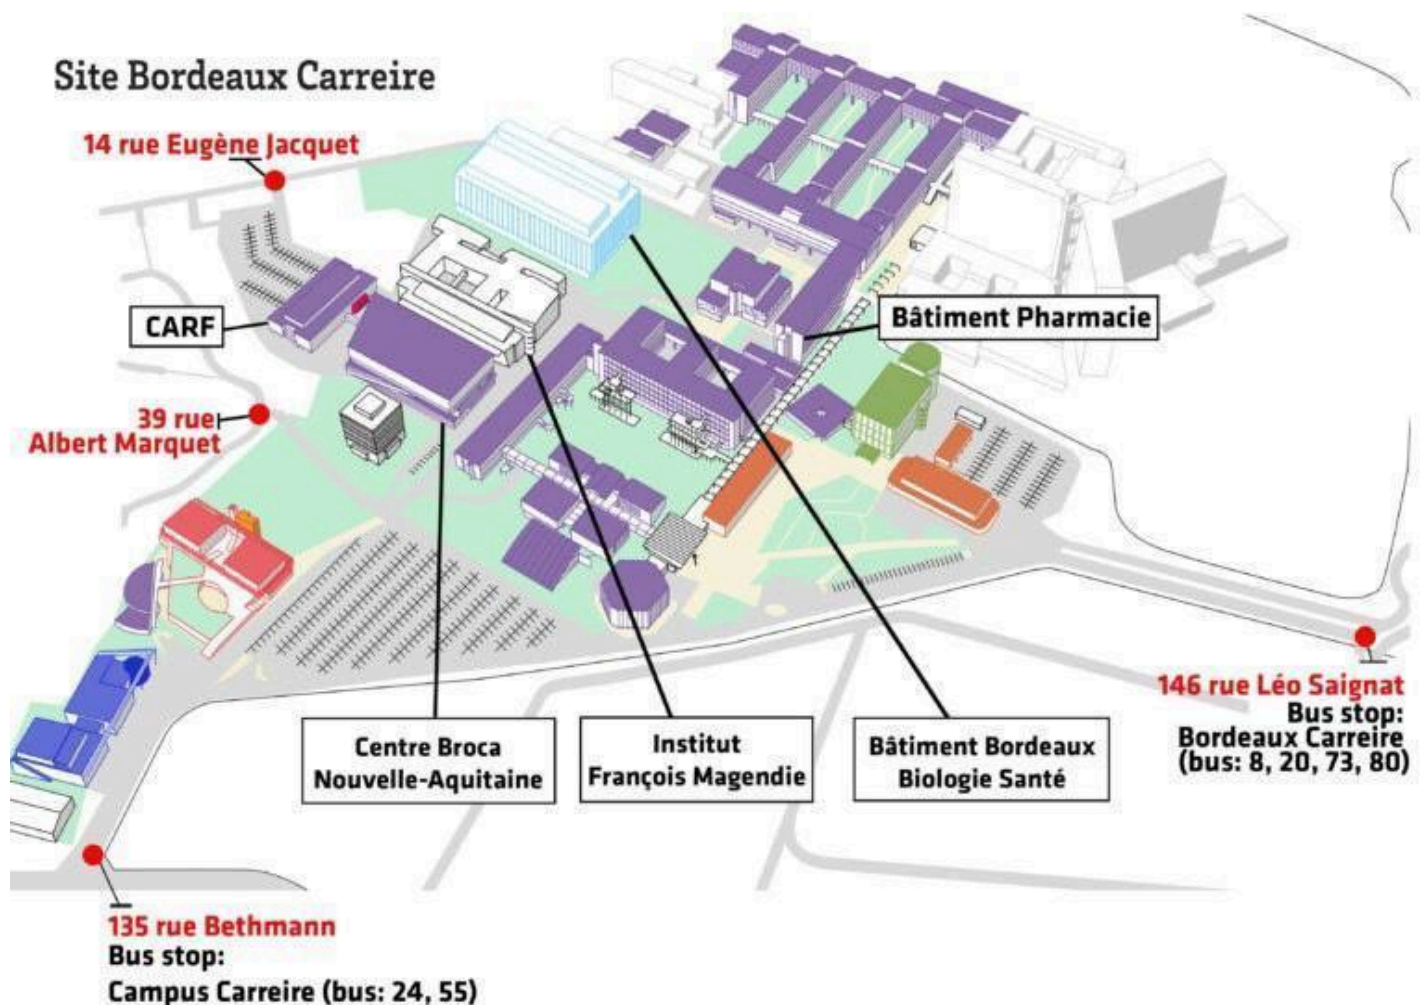 Site Bordeaux Carreire
14 rue Eugène Jacquet
CARF
Bâtiment Pharmacie
39 rue
Albert Marquet
146 rue Léo Saignat
Bus stop:
Bordeaux Carreire
(bus: 8, 20, 73, 80)
Centre Broca
Nouvelle-Aquitaine
Institut
François Magendie
Bâtiment Bordeaux
Biologie Santé
135 rue Bethmann
Bus stop:
Campus Carreire (bus: 24, 55)